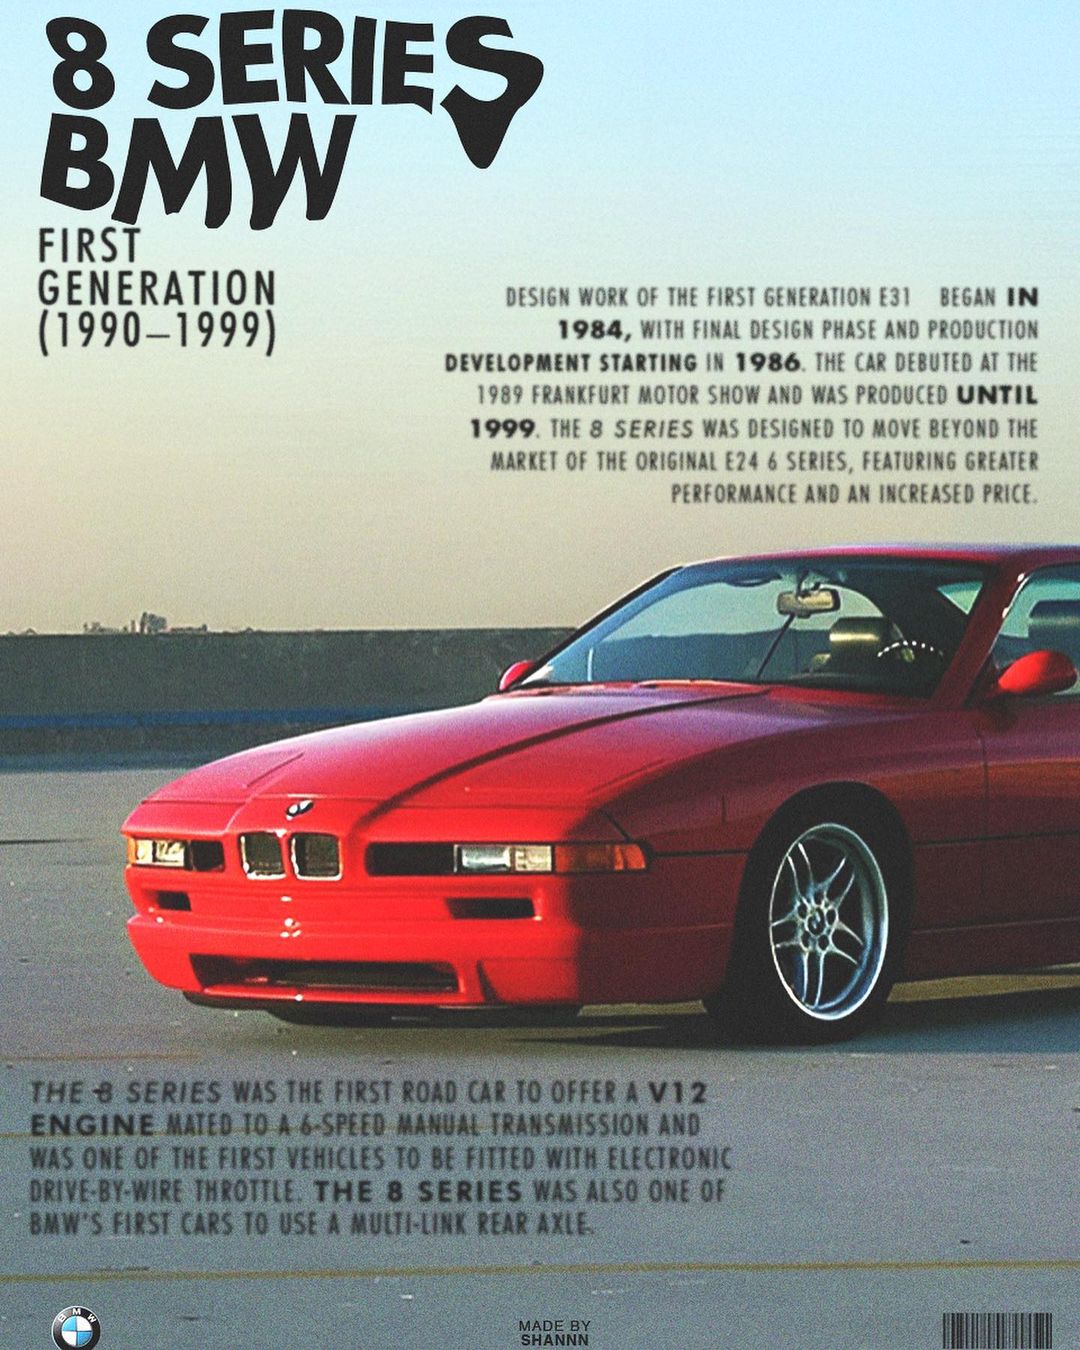 8 SERIES
BMW
FIRST
GENERATION
(1990–1999)
DESIGN WORK OF THE FIRST GENERATION E31 BEGAN IN
1984, WITH FINAL DESIGN PHASE AND PRODUCTION
DEVELOPMENT STARTING IN 1986. THE CAR DEBUTED AT THE
1989 FRANKFURT MOTOR SHOW AND WAS PRODUCED UNTIL
1999. THE 8 SERIES WAS DESIGNED TO MOVE BEYOND THE
MARKET OF THE ORIGINAL E24 6 SERIES, FEATURING GREATER
PERFORMANCE AND AN INCREASED PRICE.
THE 8 SERIES WAS THE FIRST ROAD CAR TO OFFER A V12
ENGINE MATED TO A 6-SPEED MANUAL TRANSMISSION AND
WAS ONE OF THE FIRST VEHICLES TO BE FITTED WITH ELECTRONIC
DRIVE-BY-WIRE THROTTLE. THE 8 SERIES WAS ALSO ONE OF
BMW'S FIRST CARS TO USE A MULTI-LINK REAR AXLE.
BMW
MADE BY
SHANNN